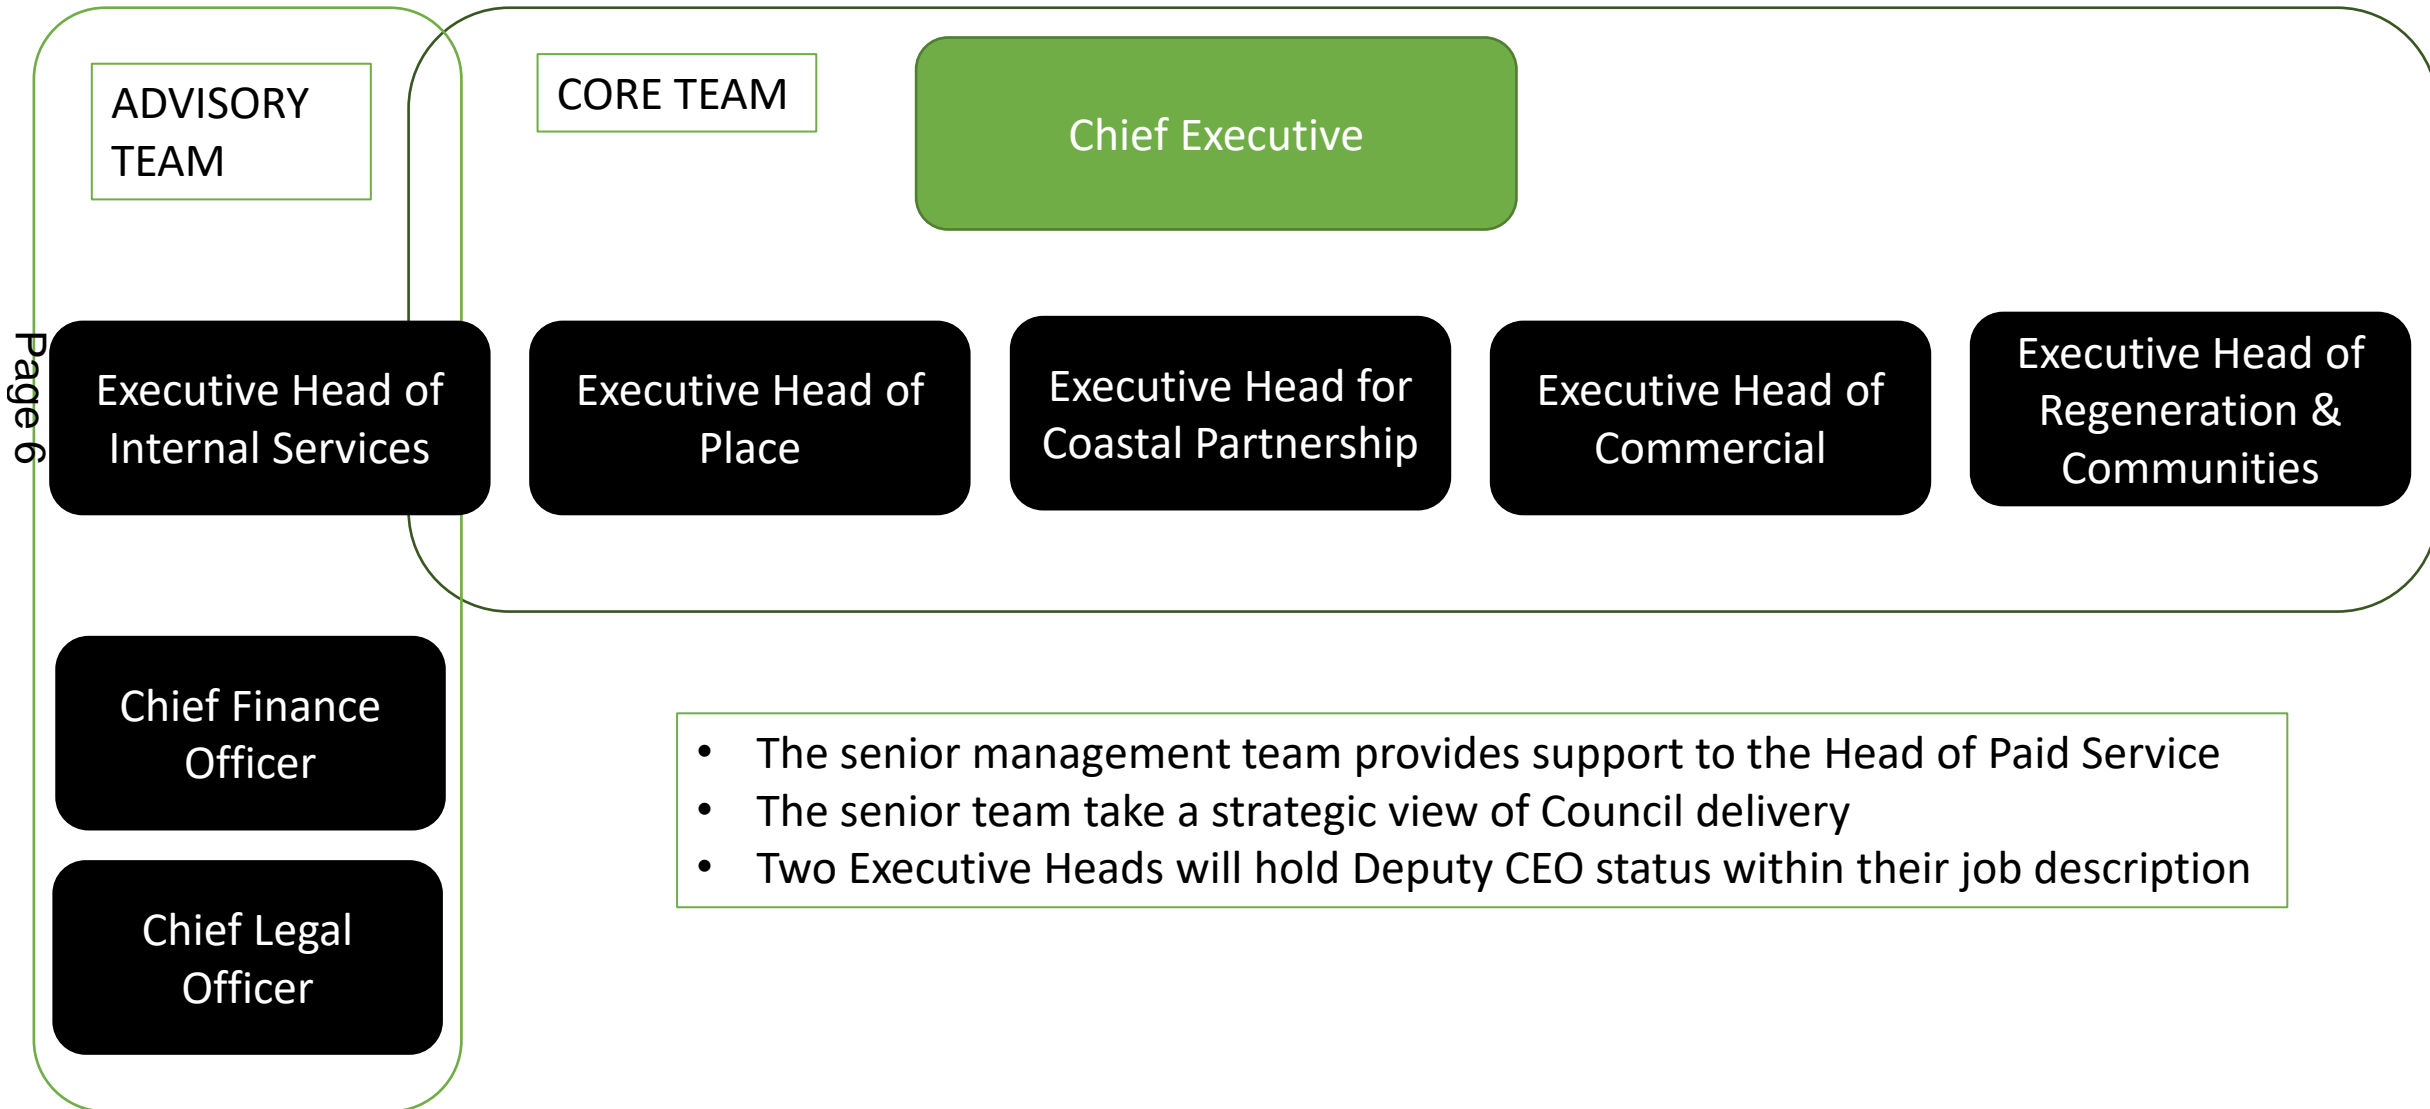 ADVISORY
TEAM
CORE TEAM
Chief Executive
Page 6
Executive Head of
Internal Services
Executive Head of
Place
Executive Head for
Coastal Partnership
Executive Head of
Commercial
Executive Head of
Regeneration &
Communities
Chief Finance
Officer
Chief Legal
Officer
• The senior management team provides support to the Head of Paid Service
• The senior team take a strategic view of Council delivery
• Two Executive Heads will hold Deputy CEO status within their job description